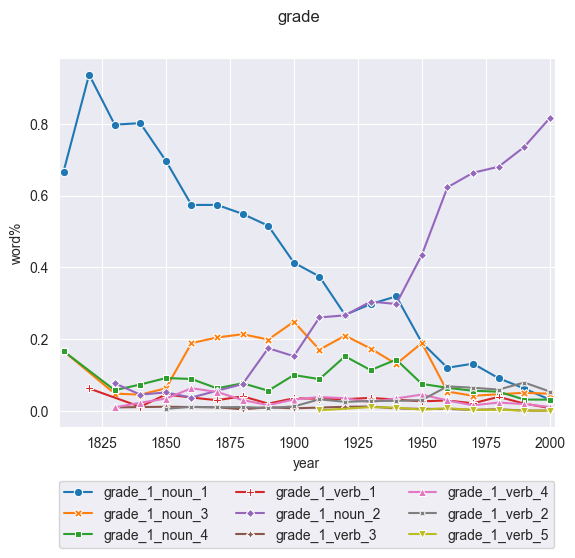 grade
word%
0.8
0.6
0.4
0.2
0.0
1825 1850 1875 1900 1925 1950 1975 2000
year
grade_1_noun_1 grade_1_verb_1 grade_1_verb_4
grade_1_noun_3 grade_1_noun_2 grade_1_verb_2
grade_1_noun_4 grade_1_verb_3 grade_1_verb_5